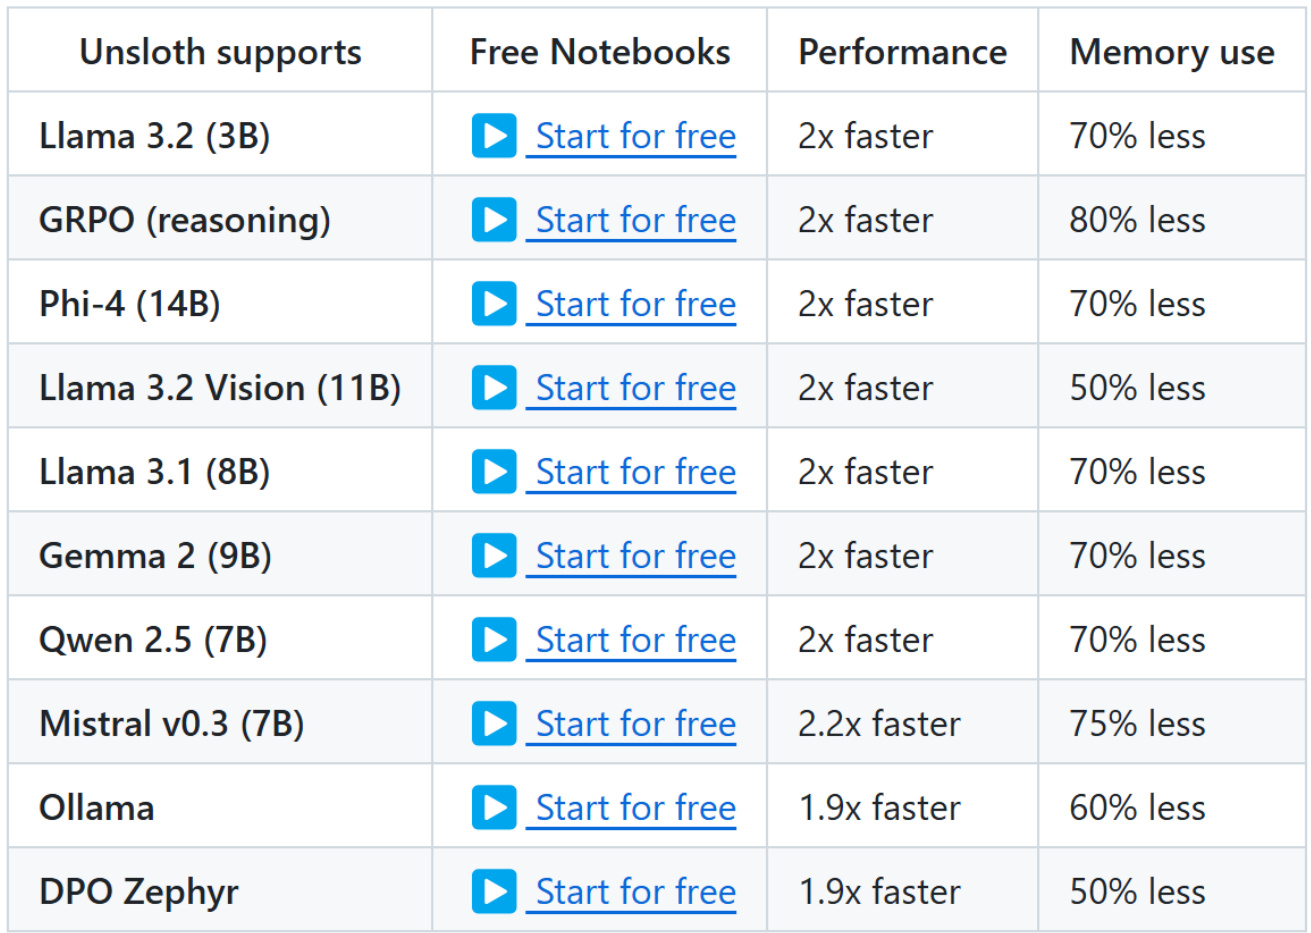 Unsloth supports Free Notebooks Performance Memory use
Llama 3.2 (3B) Start for free 2x faster 70% less
GRPO (reasoning) Start for free 2x faster 80% less
Phi-4 (14B) Start for free 2x faster 70% less
Llama 3.2 Vision (11B) Start for free 2x faster 50% less
Llama 3.1 (8B) Start for free 2x faster 70% less
Gemma 2 (9B) Start for free 2x faster 70% less
Qwen 2.5 (7B) Start for free 2x faster 70% less
Mistral v0.3 (7B) Start for free 2.2x faster 75% less
Ollama Start for free 1.9x faster 60% less
DPO Zephyr Start for free 1.9x faster 50% less